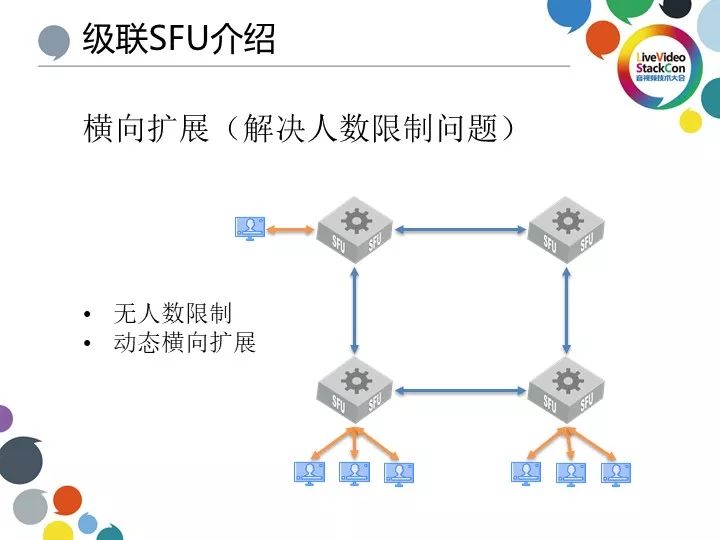 级联SFU介绍
LiveVideo
StackCon
音视频技术大会
横向扩展（解决人数限制问题）
SFU SFU
SFU SFU
• 无人数限制
• 动态横向扩展
SFU SFU
SFU SFU